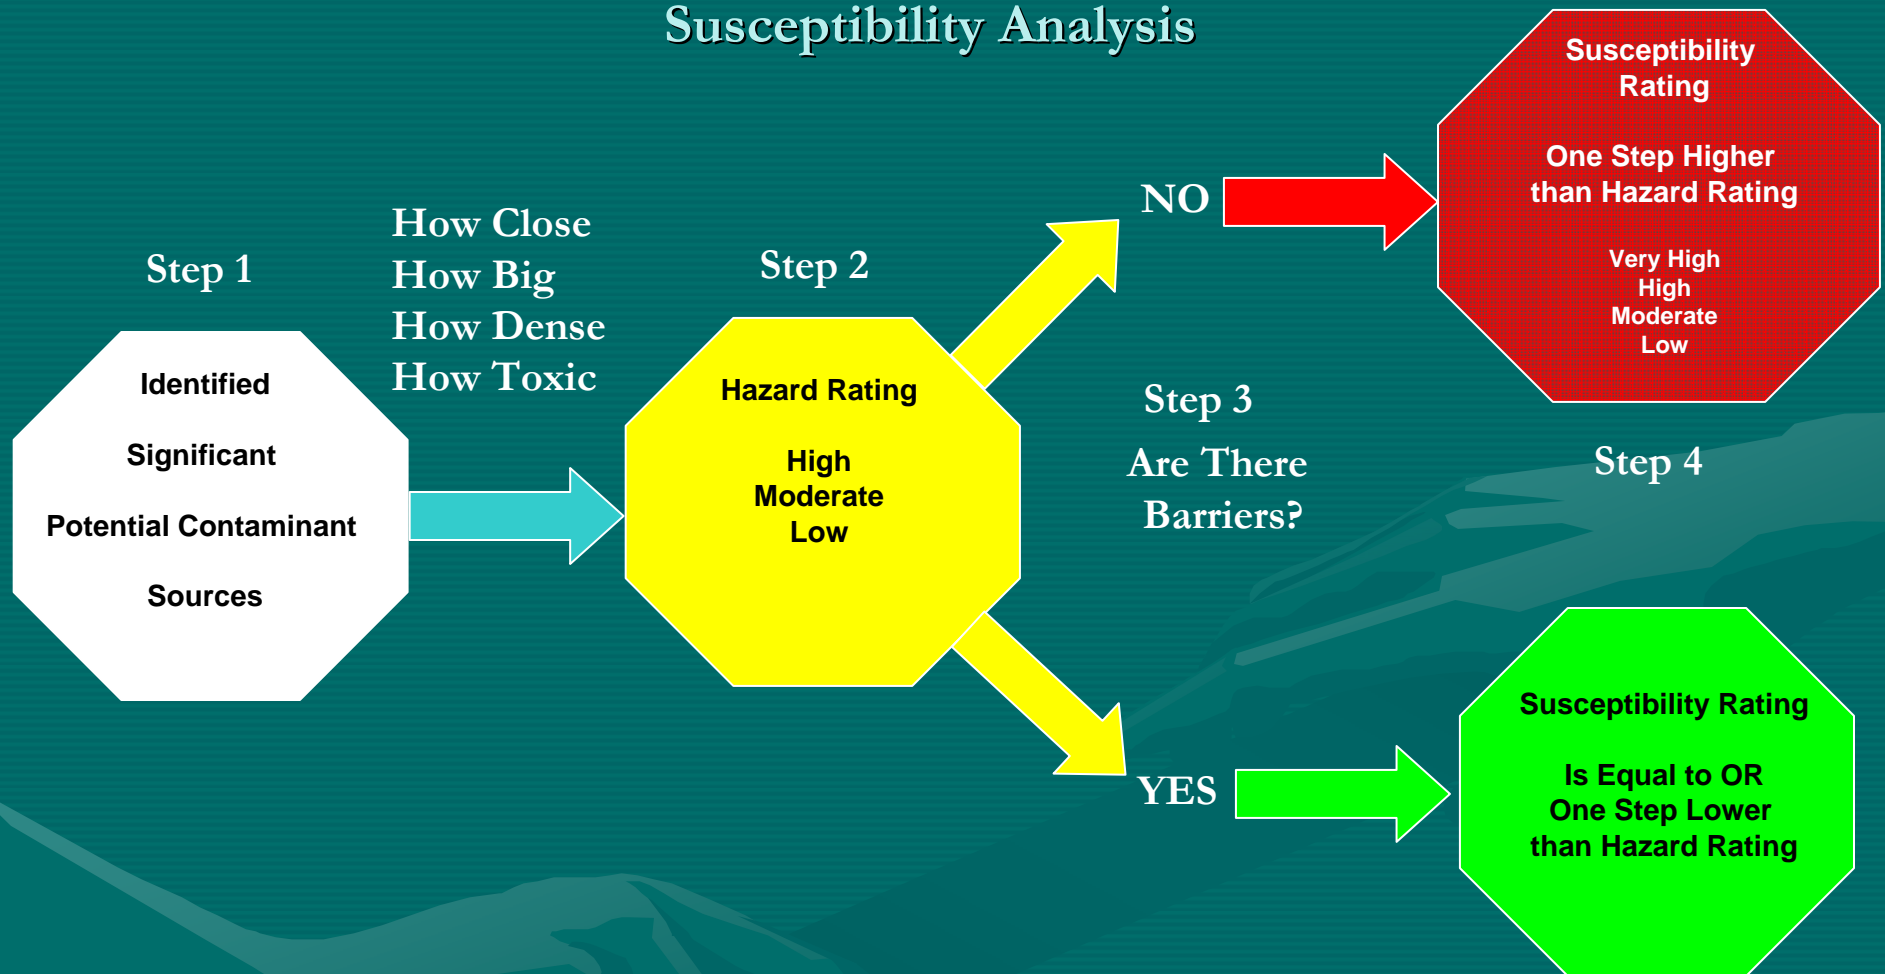 Susceptibility Analysis
Step 1
Identified
Significant
Potential Contaminant
Sources
How Close
How Big
How Dense
How Toxic
Step 2
Hazard Rating
High
Moderate
Low
Step 3
Are There
Barriers?
NO
Susceptibility
Rating
One Step Higher
than Hazard Rating
Very High
High
Moderate
Low
Step 4
YES
Susceptibility Rating
Is Equal to OR
One Step Lower
than Hazard Rating